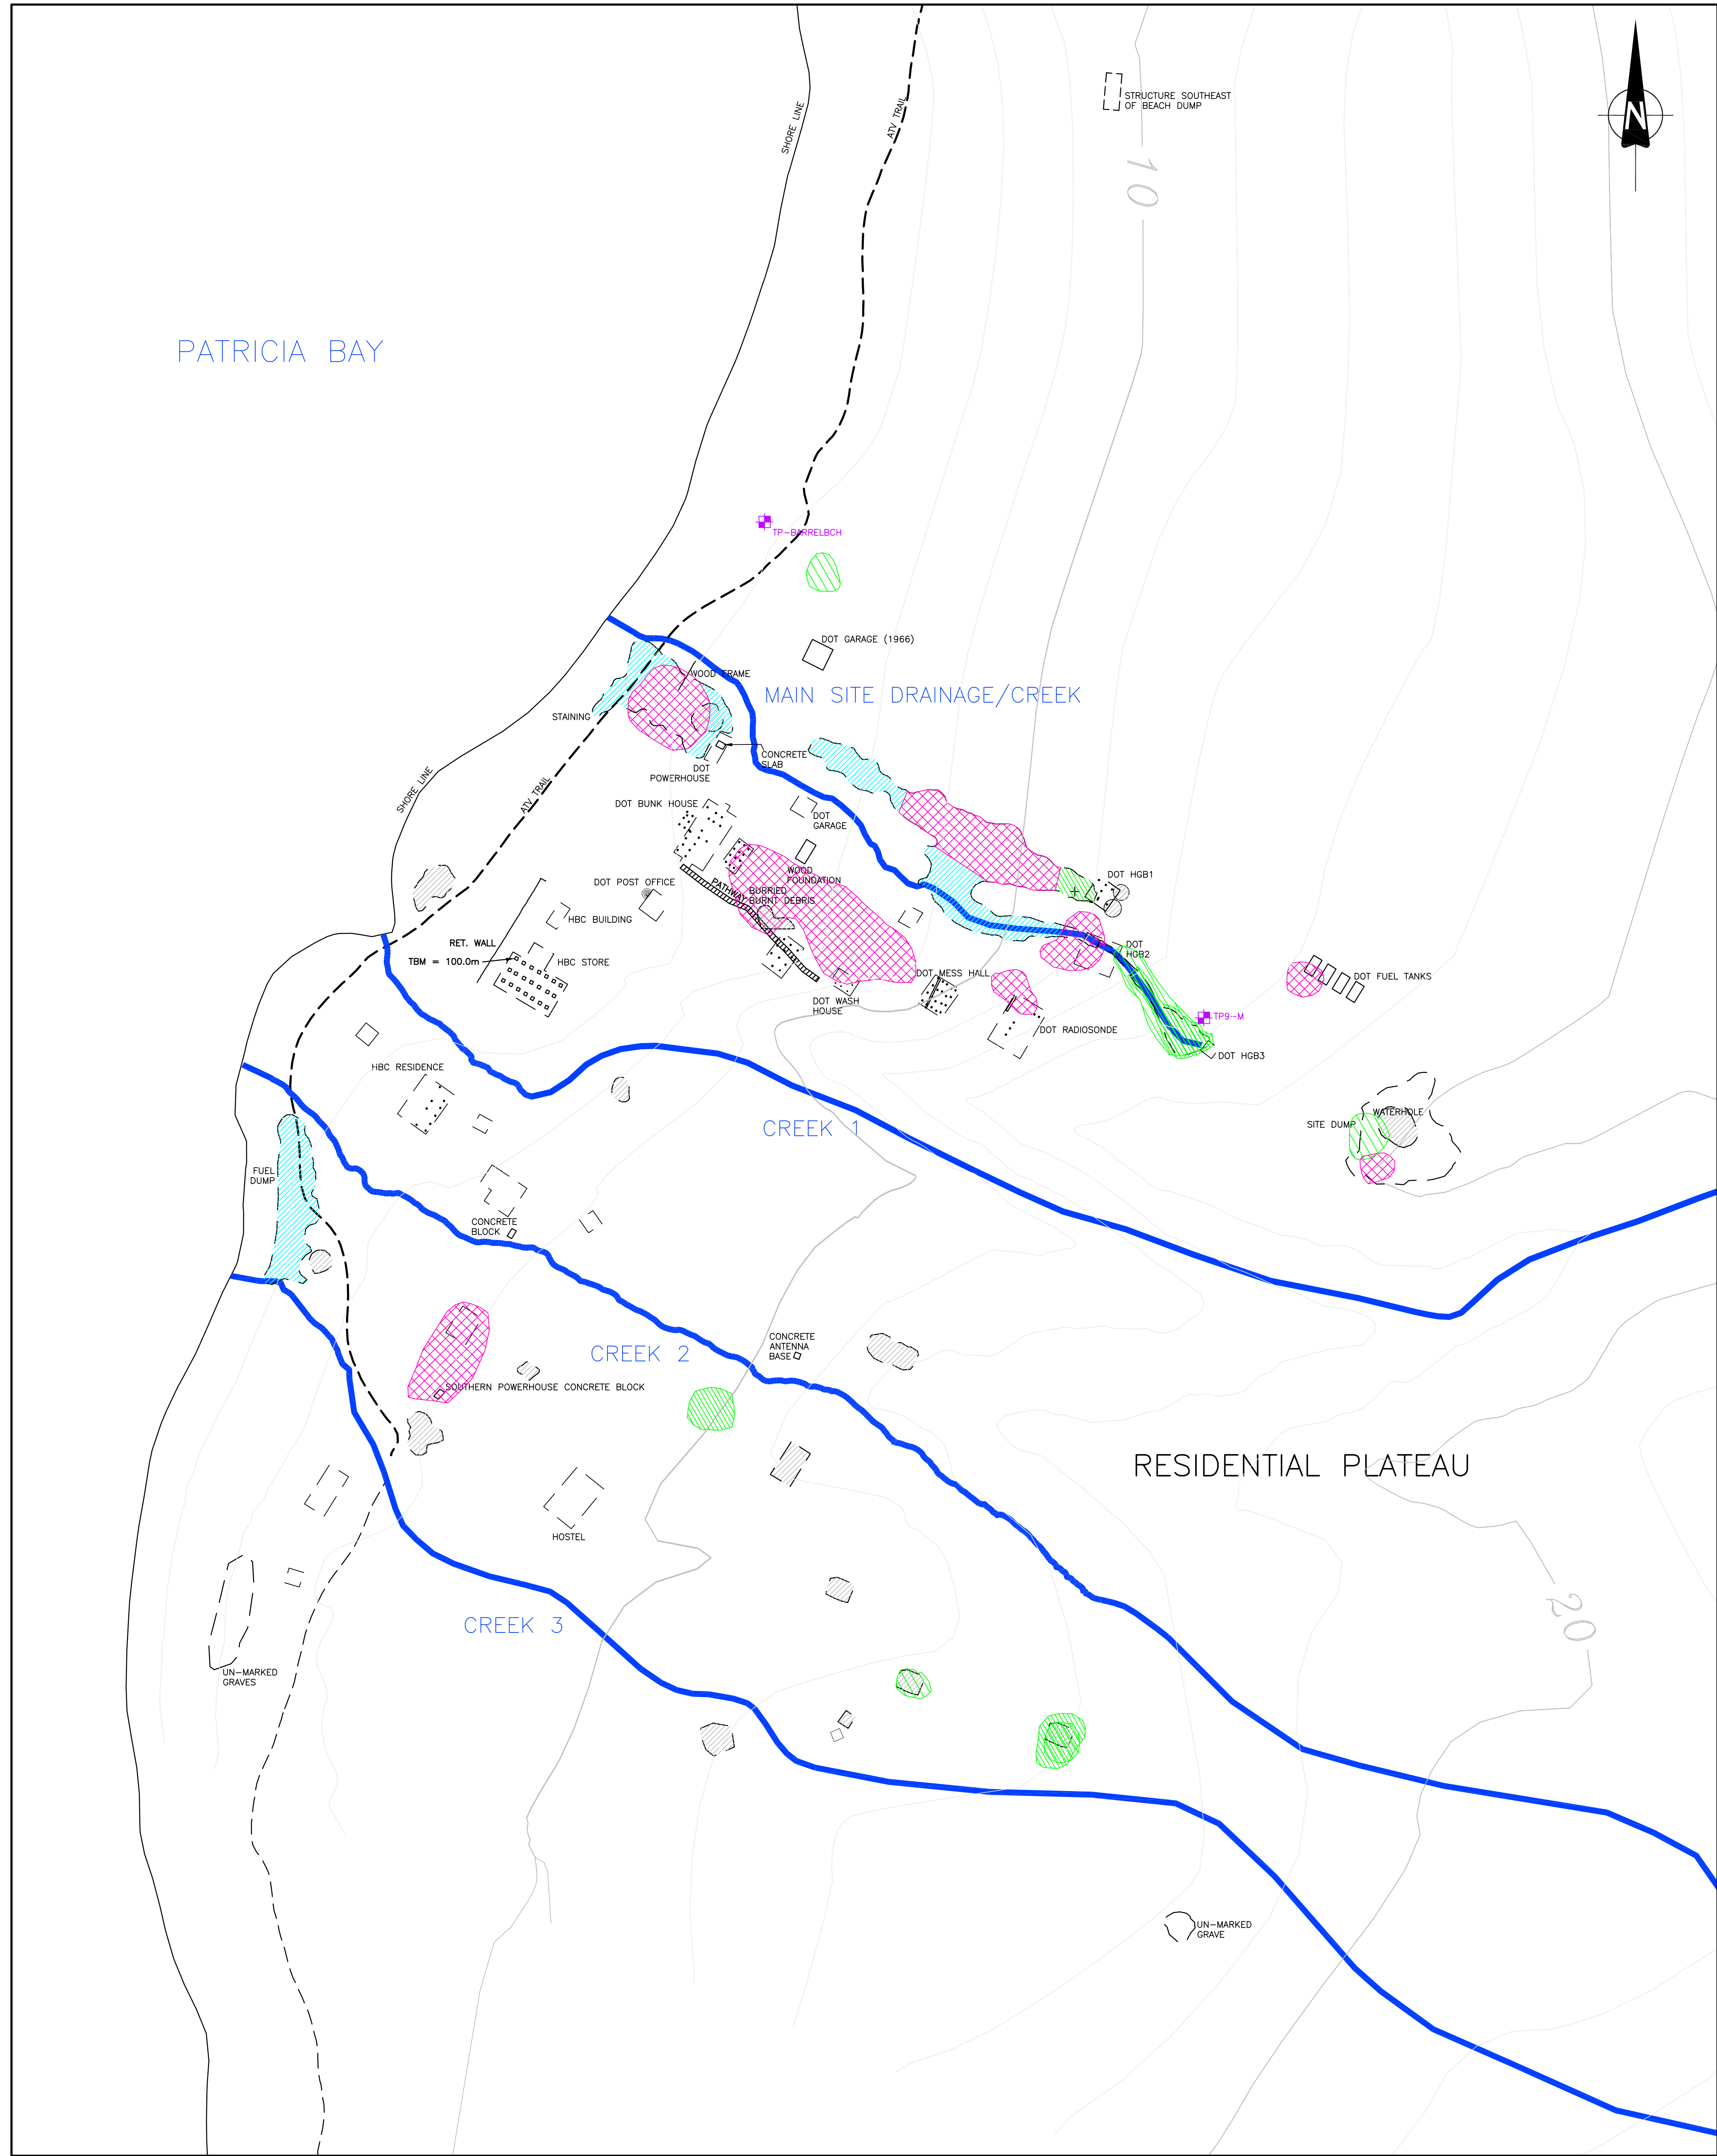 STRUCTURE SOUTHEAST
OF BEACH DUMP
N
SHORE LINE
ATV TRAIL
10
PATRICIA BAY
TP-BARRELBCH
DOT GARAGE (1966)
WOOD FRAME
MAIN SITE DRAINAGE/CREEK
STAINING
CONCRETE
SLAB
DOT
POWERHOUSE
SHORE LINE
ATV TRAIL
DOT BUNK HOUSE
DOT
GARAGE
WOOD
FOUNDATION
DOT HGB1
DOT POST OFFICE
PATHWAY
BURRIED
BURNT DEBRIS
HBC BUILDING
RET. WALL
TBM = 100.0m
HBC STORE
DOT
HGB2
DOT MESS HALL
DOT FUEL TANKS
DOT WASH
HOUSE
TP9-M
DOT RADIOSONDE
DOT HGB3
HBC RESIDENCE
WATERHOLE
SITE DUMP
CREEK 1
FUEL
DUMP
CONCRETE
BLOCK
CONCRETE
ANTENNA
BASE
CREEK 2
SOUTHERN POWERHOUSE CONCRETE BLOCK
RESIDENTIAL PLATEAU
HOSTEL
20
CREEK 3
UN-MARKED
GRAVES
UN-MARKED
GRAVE